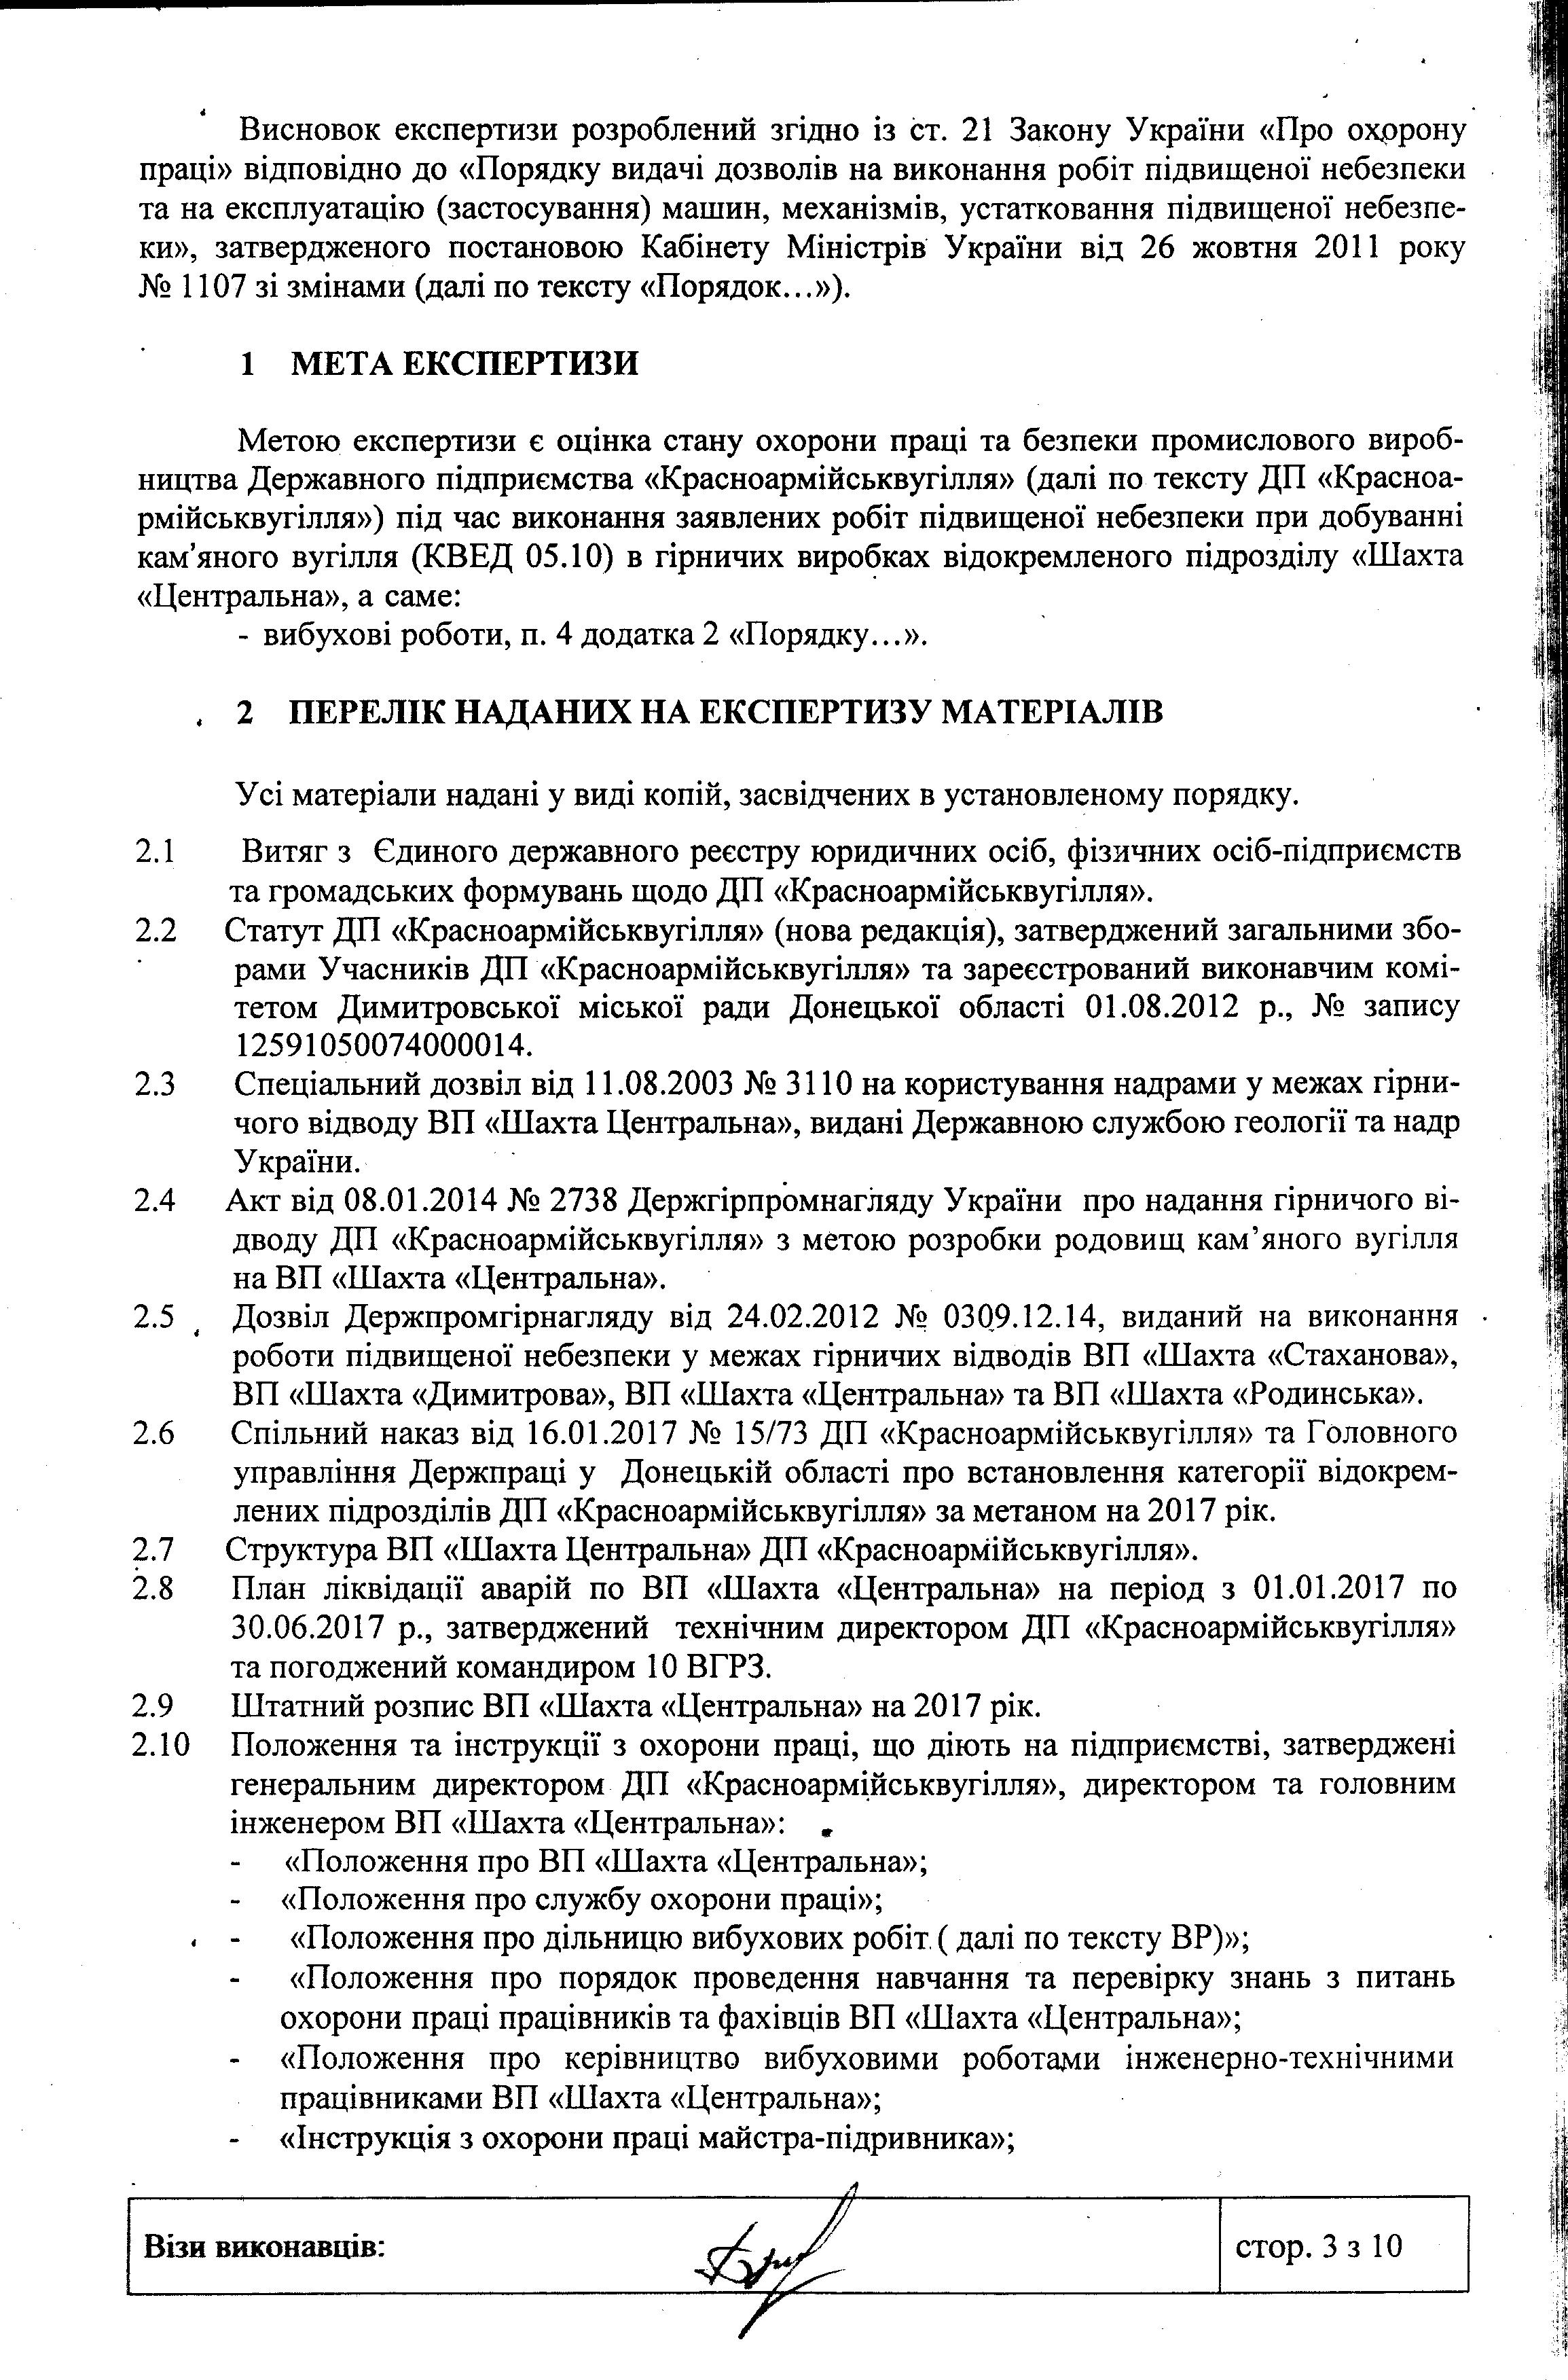 Висновок експертизи розроблений згідно із ст. 21 Закону України «Про охорону
праці» відповідно до «Порядку видачі дозволів на виконання робіт підвищеної небезпеки
та на експлуатацію (застосування) машин, механізмів, устатковання підвищеної небезпе-
ки», затвердженого постановою Кабінету Міністрів України від 26 жовтня 2011 року
№ 1107 зі змінами (далі по тексту «Порядок...»).
1 МЕТА ЕКСПЕРТИЗИ
Метою експертизи є оцінка стану охорони праці та безпеки промислового вироб-
ництва Державного підприємства «Красноармійськвугілля» (далі по тексту ДП «Красноа-
рмійськвугілля») під час виконання заявлених робіт підвищеної небезпеки при добуванні
кам’яного вугілля (КВЕД 05.10) в гірничих виробках відокремленого підрозділу «Шахта
«Центральна», а саме:
- вибухові роботи, п. 4 додатка 2 «Порядку...».
2 ПЕРЕЛІК НАДАНИХ НА ЕКСПЕРТИЗУ МАТЕРІАЛІВ
Усі матеріали надані у виді копій, засвідчених в установленому порядку.
2.1 Витяг з Єдиного державного реєстру юридичних осіб, фізичних осіб-підприємств
та громадських формувань щодо ДП «Красноармійськвугілля».
2.2 Статут ДП «Красноармійськвугілля» (нова редакція), затверджений загальними збо-
рами Учасників ДП «Красноармійськвугілля» та зареєстрований виконавчим комі-
тетом Димитровської міської ради Донецької області 01.08.2012 р., № запису
12591050074000014.
2.3 Спеціальний дозвіл від 11.08.2003 № 3110 на користування надрами у межах гірни-
чого відводу ВП «Шахта Центральна», видані Державною службою геології та надр
України.
2.4 Акт від 08.01.2014 № 2738 Держгірпромнагляду України про надання гірничого ві-
дводу ДП «Красноармійськвугілля» з метою розробки родовищ кам’яного вугілля
на ВП «Шахта «Центральна».
2.5 Дозвіл Держпромгірнагляду від 24.02.2012 № 0309.12.14, виданий на виконання
роботи підвищеної небезпеки у межах гірничих відводів ВП «Шахта «Стаханова»,
ВП «Шахта «Димитрова», ВП «Шахта «Центральна» та ВП «Шахта «Родинська».
2.6 Спільний наказ від 16.01.2017 № 15/73 ДП «Красноармійськвугілля» та Головного
управління Держпраці у Донецькій області про встановлення категорії відокрем-
лених підрозділів ДП «Красноармійськвугілля» за метаном на 2017 рік.
2.7 Структура ВП «Шахта Центральна» ДП «Красноармійськвугілля».
2.8 План ліквідації аварій по ВП «Шахта «Центральна» на період з 01.01.2017 по
30.06.2017 р., затверджений технічним директором ДП «Красноармійськвугілля»
та погоджений командиром 10 ВГРЗ.
2.9 Штатний розпис ВП «Шахта «Центральна» на 2017 рік.
2.10 Положення та інструкції з охорони праці, що діють на підприємстві, затверджені
генеральним директором ДП «Красноармійськвугілля», директором та головним
інженером ВП «Шахта «Центральна»:
- «Положення про ВП «Шахта «Центральна»;
- «Положення про службу охорони праці»;
- «Положення про дільницю вибухових робіт ( далі по тексту ВР)»;
- «Положення про порядок проведення навчання та перевірку знань з питань
охорони праці працівників та фахівців ВП «Шахта «Центральна»;
- «Положення про керівництво вибуховими роботами інженерно-технічними
працівниками ВП «Шахта «Центральна»;
- «Інструкція з охорони праці майстра-підривника»;
Візи виконавців:
стор. 3 з 10